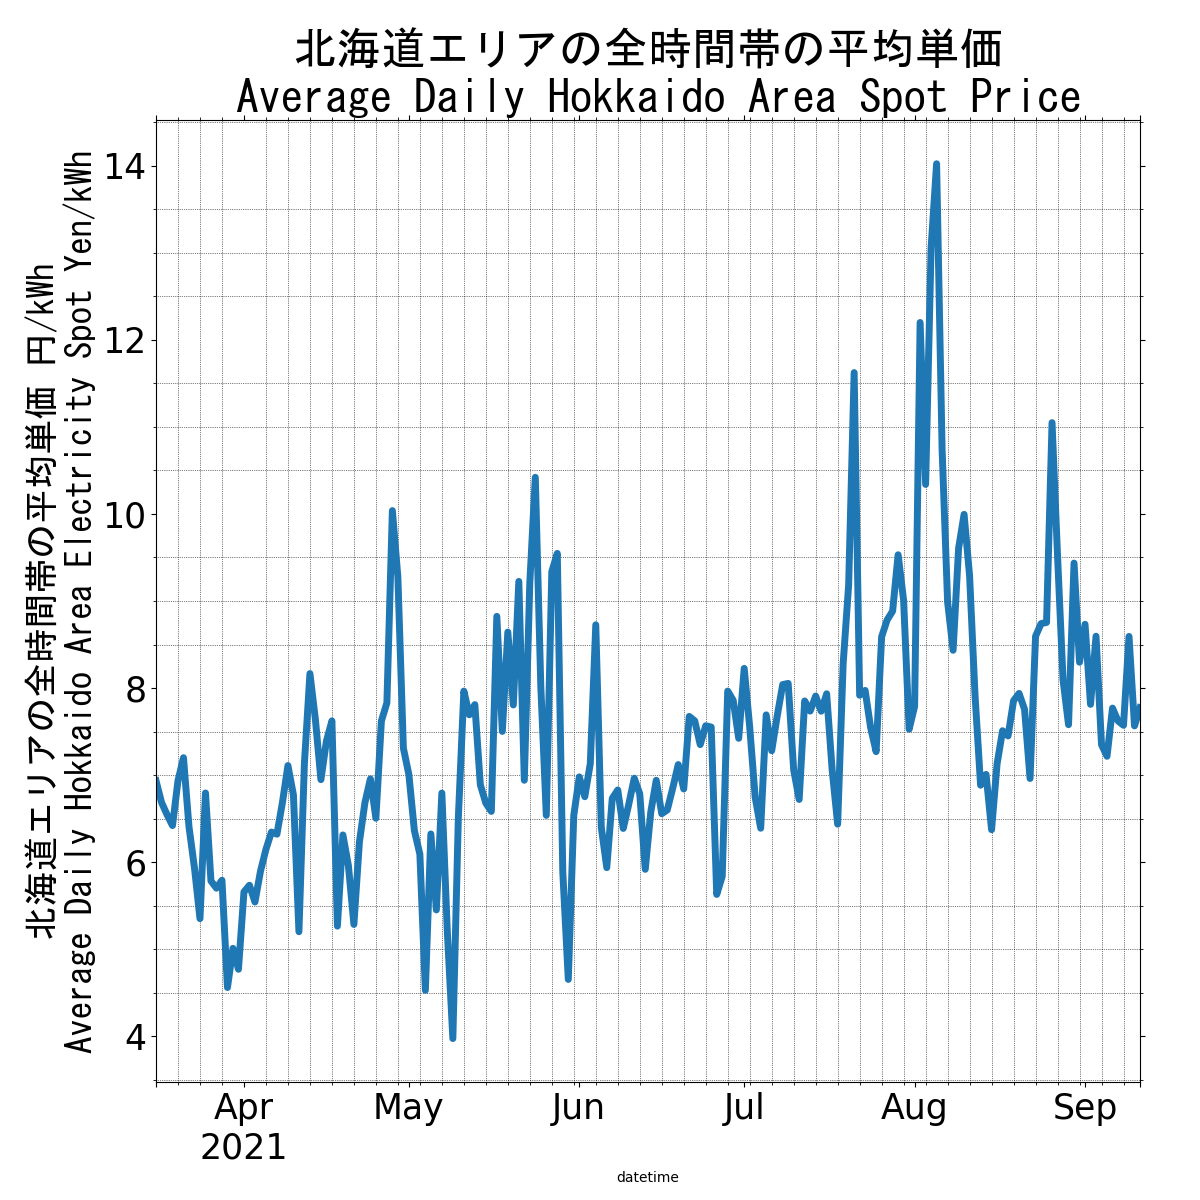 北海道エリアの全時間帯の平均単価
Average Daily Hokkaido Area Spot Price
北海道エリアの全時間帯の平均単価 円/kWh
Average Daily Hokkaido Area Electricity Spot Yen/kWh
14
12
10
8
6
4
Apr
2021
May
Jun
Jul
Aug
Sep
datetime